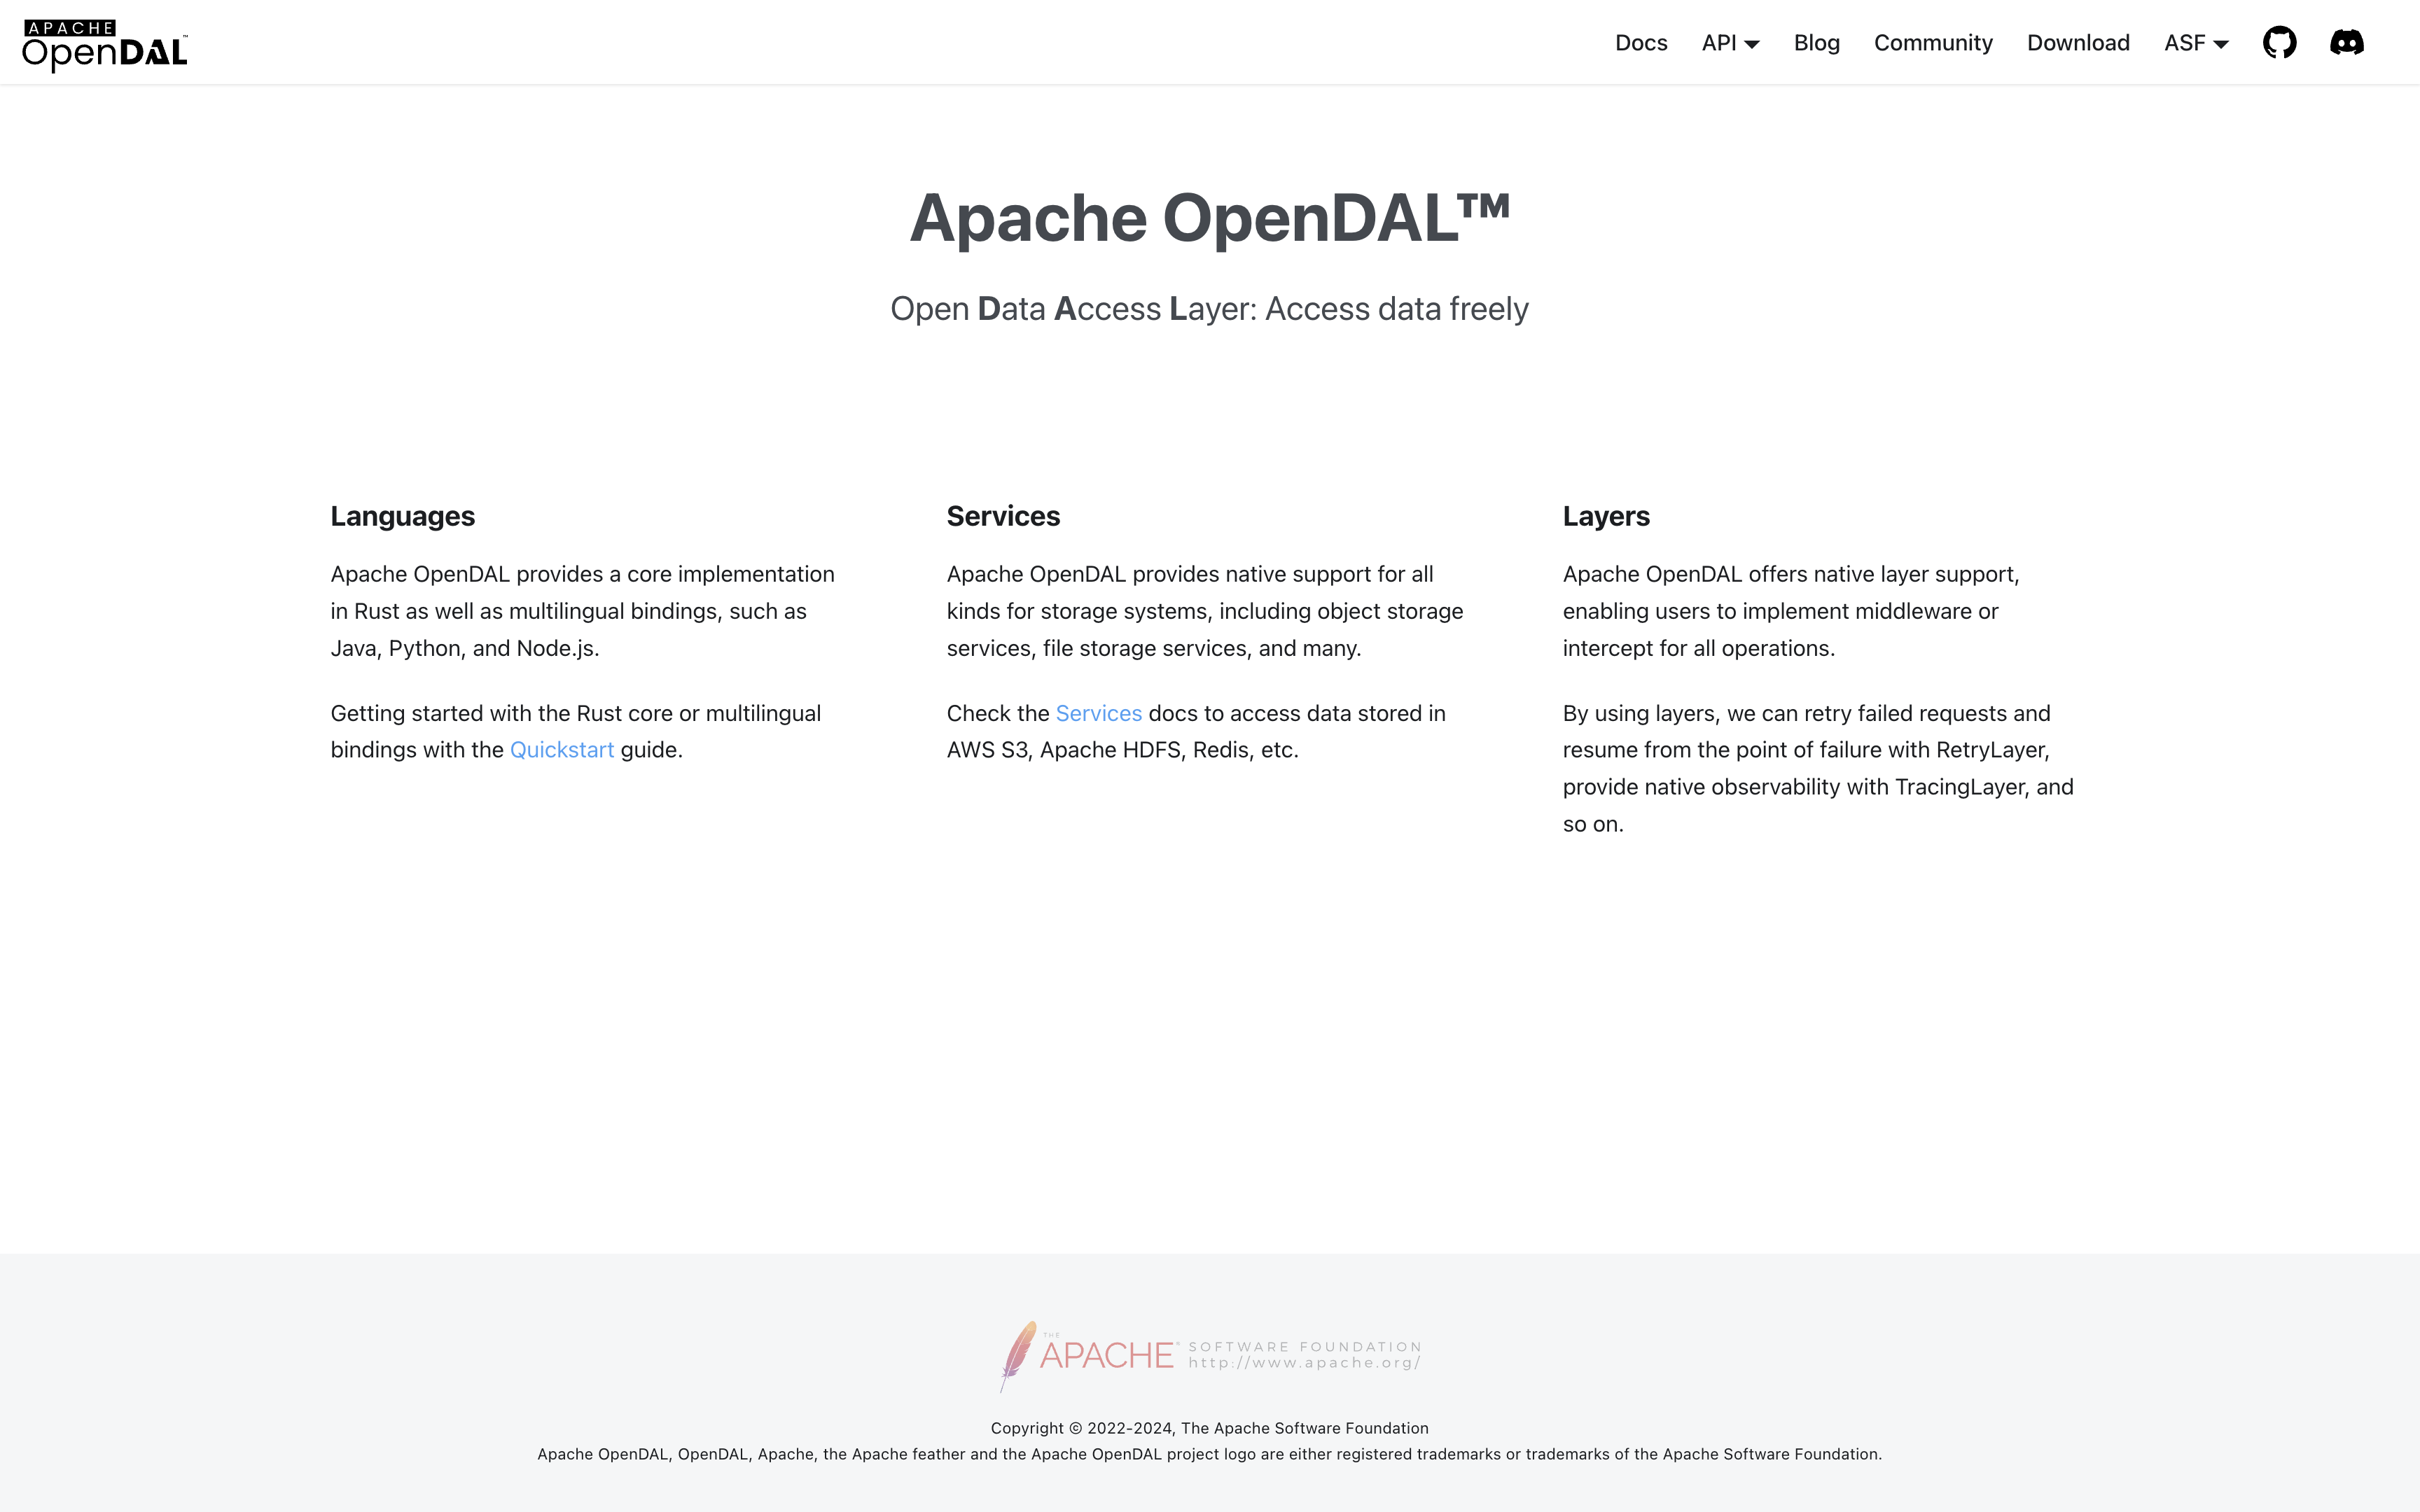 APACHE
OpenDAL™
Docs API Blog Community Download ASF
Apache OpenDAL™
Open Data Access Layer: Access data freely
Languages
Apache OpenDAL provides a core implementation
in Rust as well as multilingual bindings, such as
Java, Python, and Node.js.
Getting started with the Rust core or multilingual
bindings with the Quickstart guide.
Services
Apache OpenDAL provides native support for all
kinds for storage systems, including object storage
services, file storage services, and many.
Check the Services docs to access data stored in
AWS S3, Apache HDFS, Redis, etc.
Layers
Apache OpenDAL offers native layer support,
enabling users to implement middleware or
intercept for all operations.
By using layers, we can retry failed requests and
resume from the point of failure with RetryLayer,
provide native observability with TracingLayer, and
so on.
THE
APACHE® SOFTWARE FOUNDATION
http://www.apache.org/
Copyright © 2022-2024, The Apache Software Foundation
Apache OpenDAL, OpenDAL, Apache, the Apache feather and the Apache OpenDAL project logo are either registered trademarks or trademarks of the Apache Software Foundation.